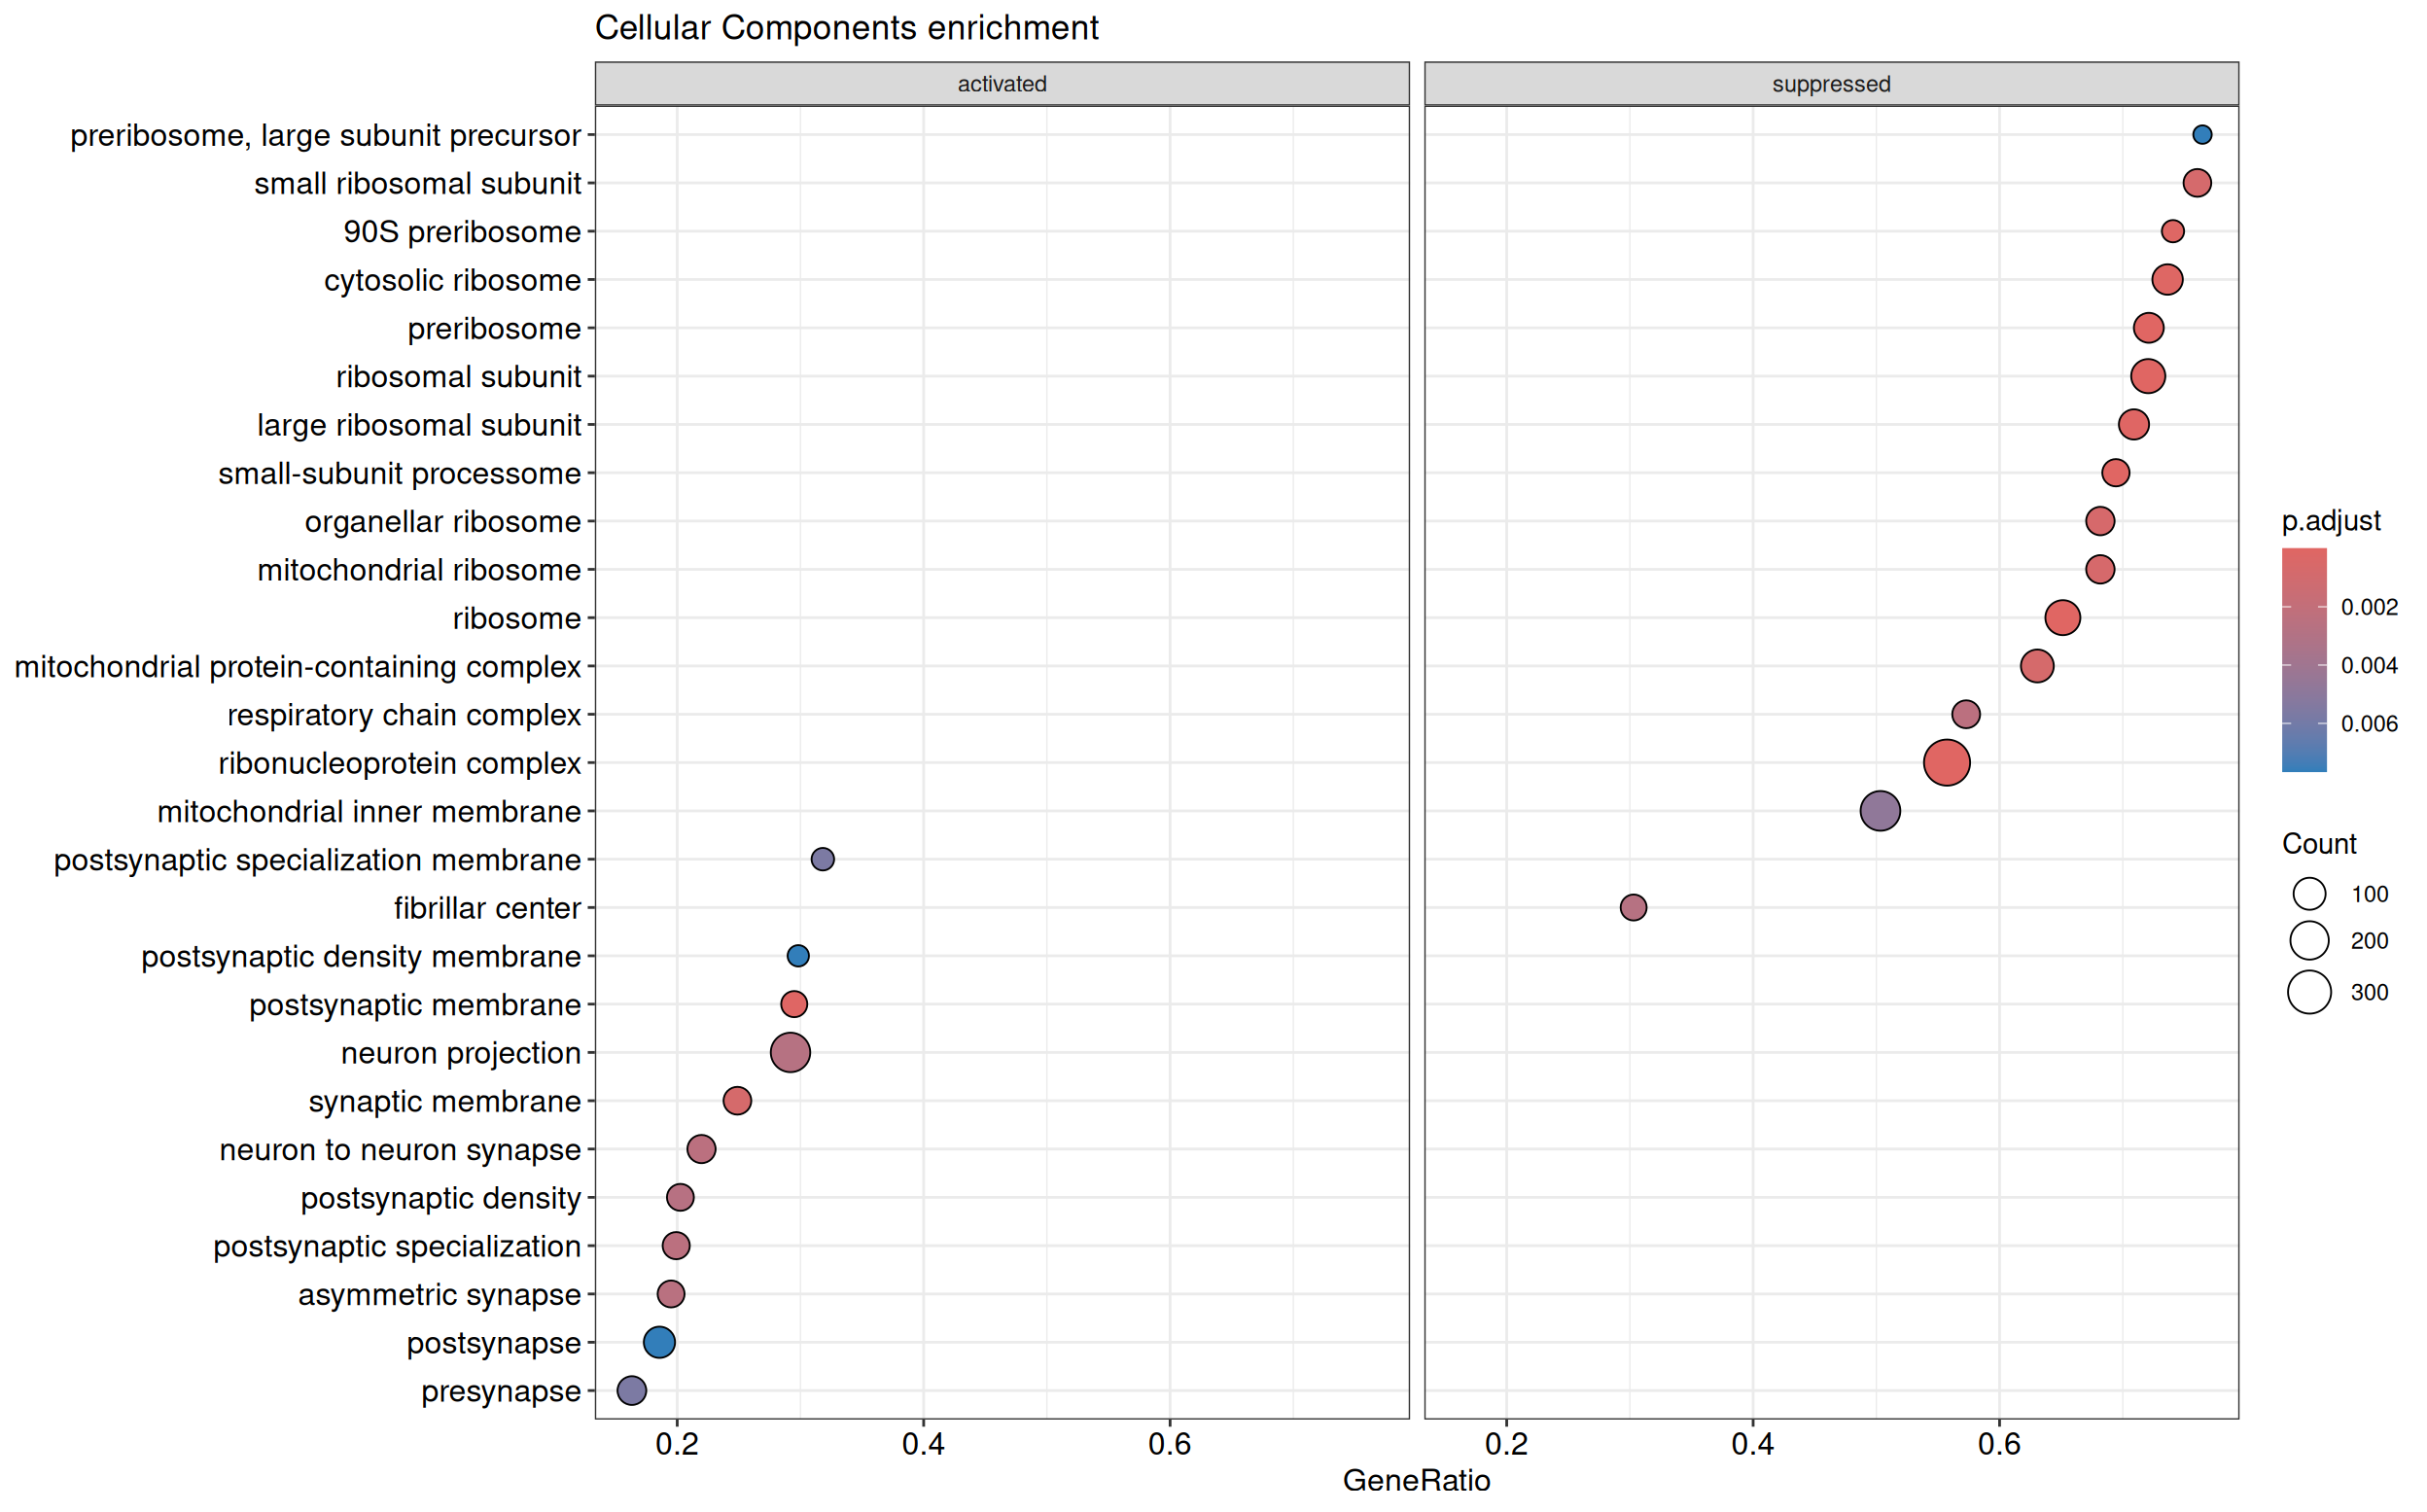 Cellular Components enrichment
activated
suppressed
preribosome, large subunit precursor
small ribosomal subunit
90S preribosome
cytosolic ribosome
preribosome
ribosomal subunit
large ribosomal subunit
small-subunit processome
organellar ribosome
mitochondrial ribosome
ribosome
mitochondrial protein-containing complex
respiratory chain complex
ribonucleoprotein complex
mitochondrial inner membrane
postsynaptic specialization membrane
fibrillar center
postsynaptic density membrane
postsynaptic membrane
neuron projection
synaptic membrane
neuron to neuron synapse
postsynaptic density
postsynaptic specialization
asymmetric synapse
postsynapse
presynapse
0.2 0.4 0.6
0.2 0.4 0.6
GeneRatio
p.adjust
0.002
0.004
0.006
Count
100
200
300